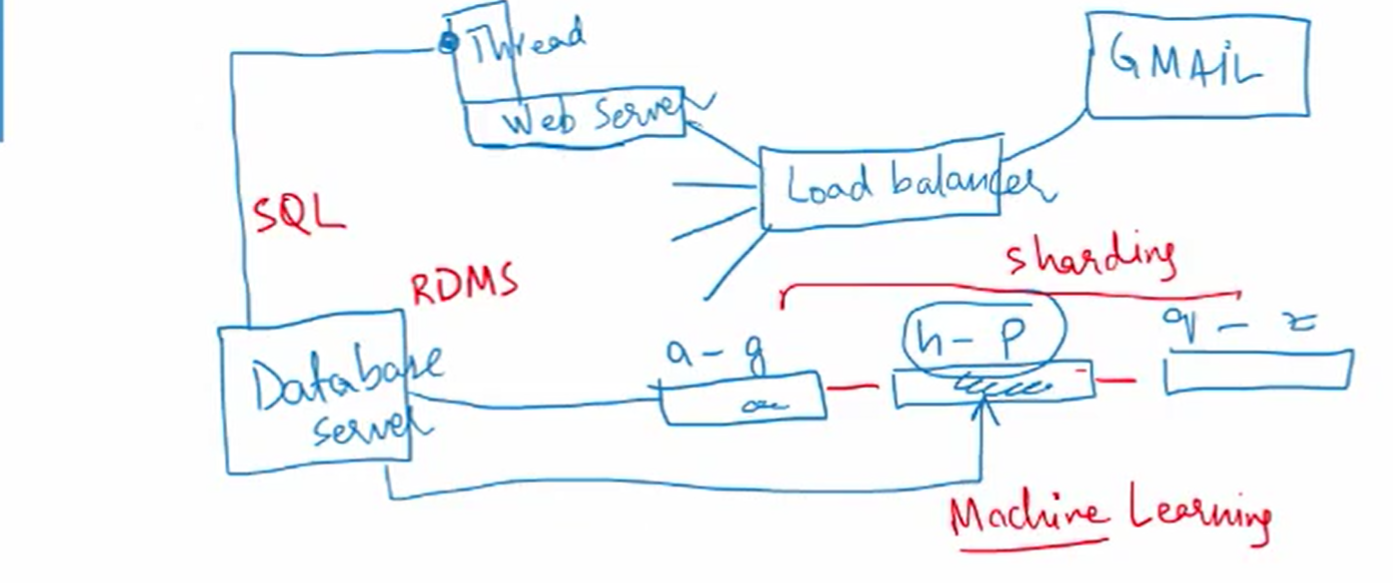 Thread
GMAIL
Web Server
Load balancer
SQL
sharding
RDMS
h - p
q - z
a - g
Database
server
Machine Learning